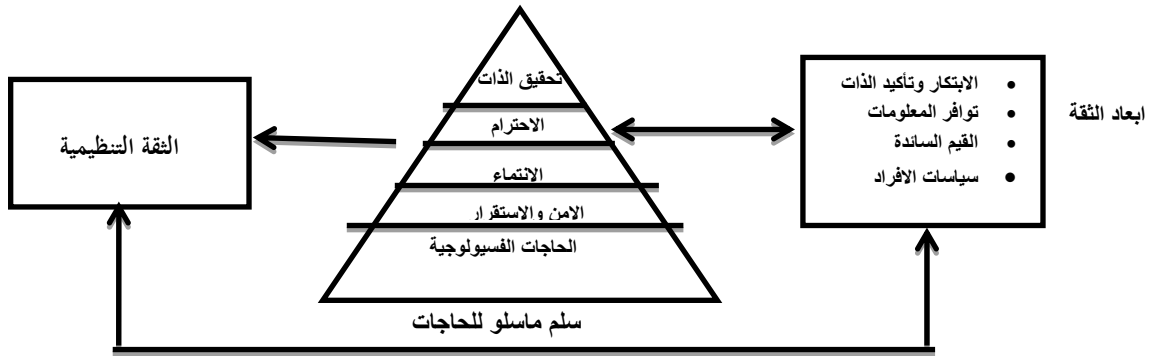 ابعاد الثقة
• الابتكار وتأكيد الذات
• توافر المعلومات
• القيم السائدة
• سياسات الافراد
تحقيق الذات
الاحترام
الانتماء
الامن والاستقرار
الحاجات الفسيولوجية
سلم ماسلو للحاجات
الثقة التنظيمية